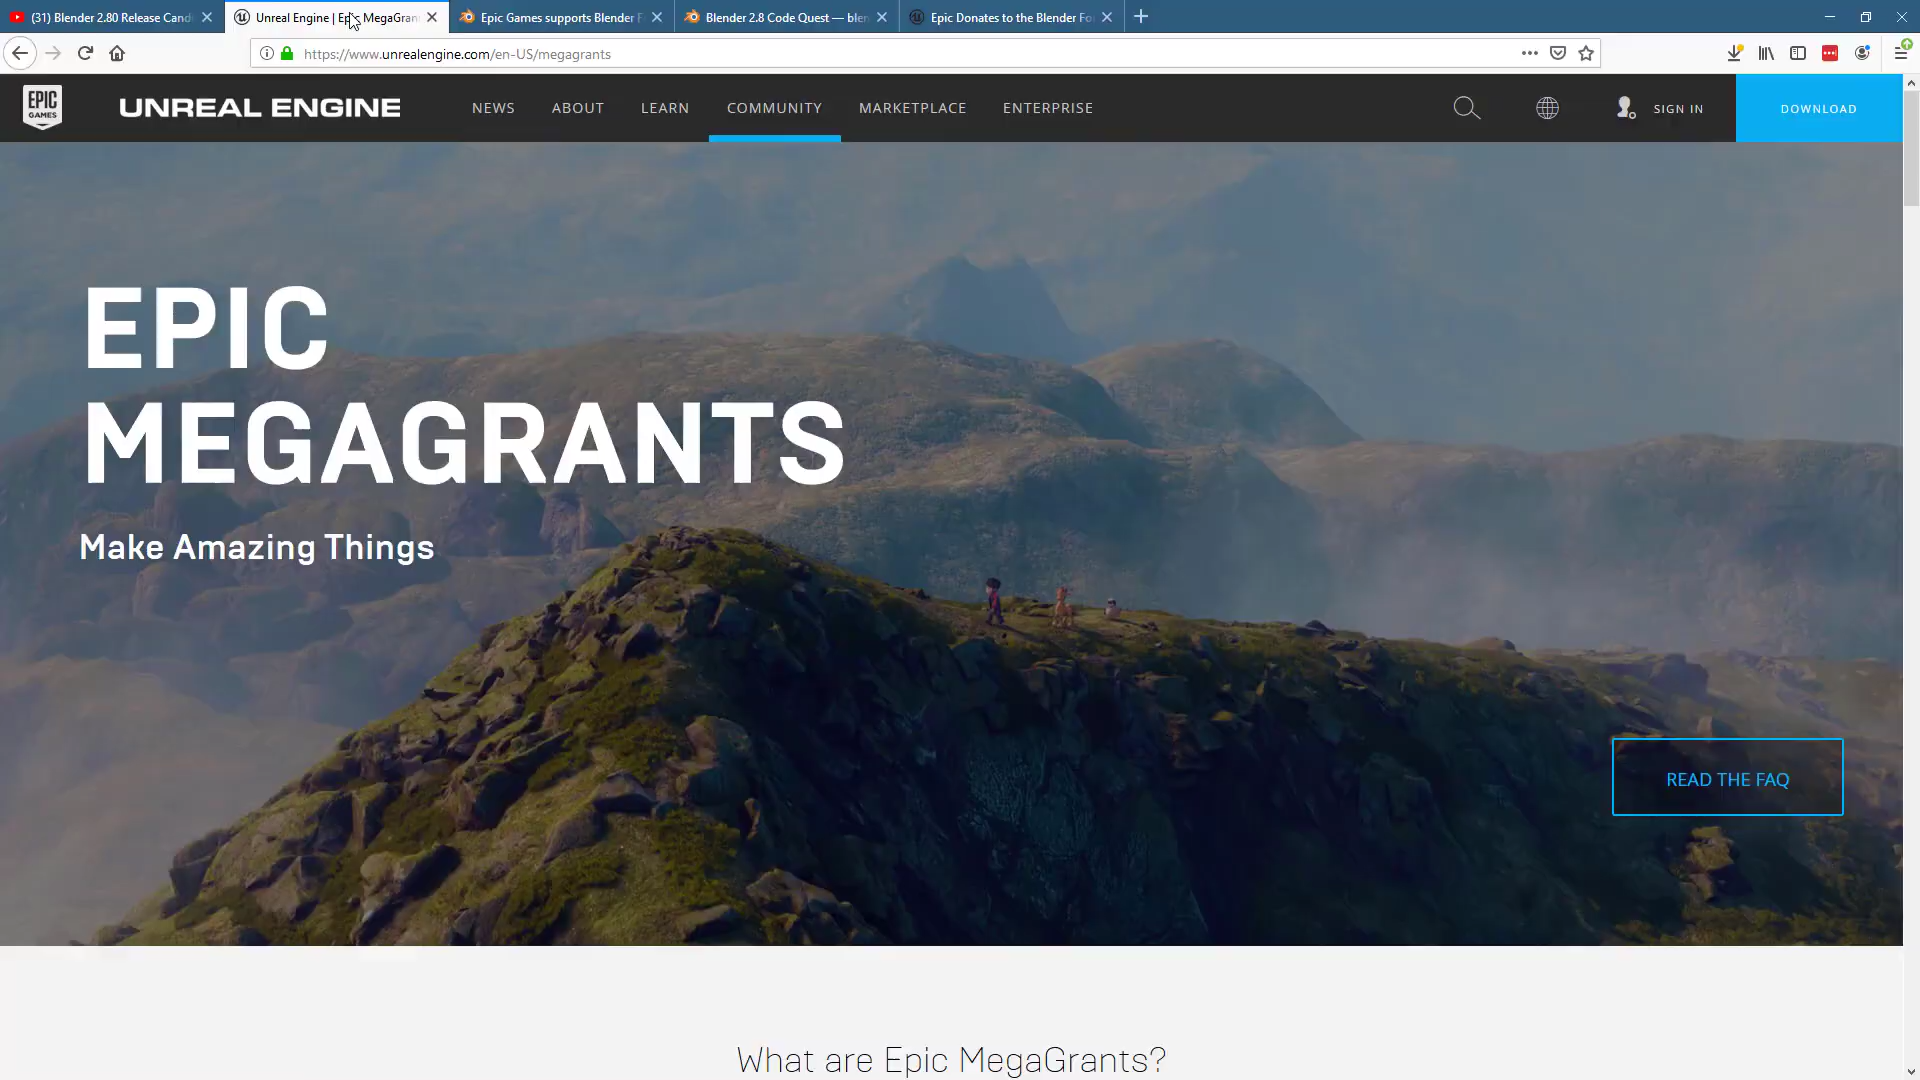 (31) Blender 2.80 Release Candi
Unreal Engine | Epic MegaGran
Epic Games supports Blender F
Blender 2.8 Code Quest — blen
Epic Donates to the Blender Fo
https://www.unrealengine.com/en-US/megagrants
EPIC
GAMES
UNREAL ENGINE
NEWS
ABOUT
LEARN
COMMUNITY
MARKETPLACE
ENTERPRISE
SIGN IN
DOWNLOAD
EPIC
MEGAGRANTS
Make Amazing Things
READ THE FAQ
What are Epic MegaGrants?